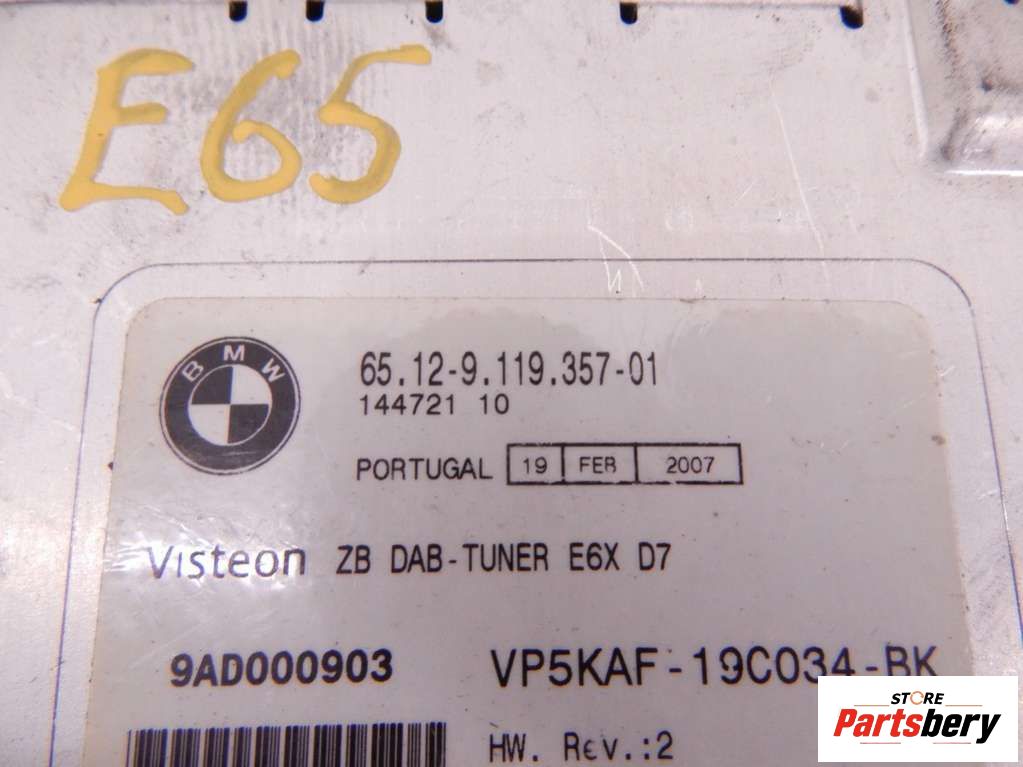 E65
BMW
65.12-9.119.357-01
144721 10
PORTUGAL 19 FEB 2007
Visteon ZB DAB-TUNER E6X D7
9AD000903 VP5KAF-19C034-BK
HW. Rev.:2
STORE
Partsbery